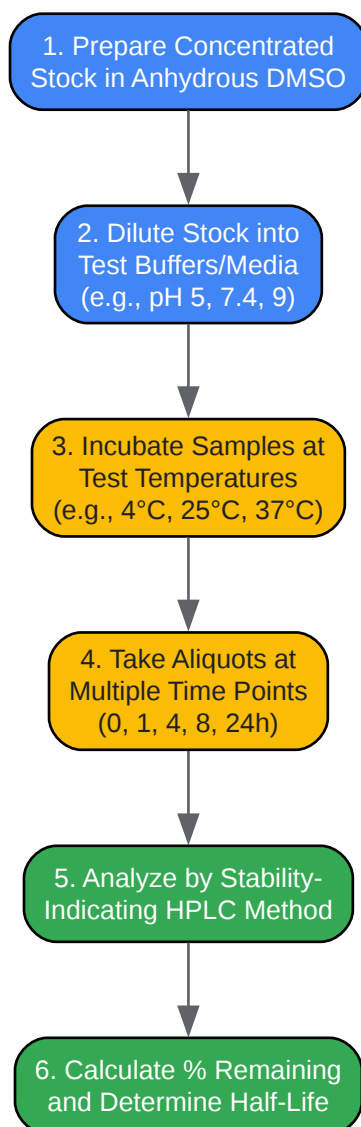 1. Prepare Concentrated
Stock in Anhydrous DMSO
2. Dilute Stock into
Test Buffers/Media
(e.g., pH 5, 7.4, 9)
3. Incubate Samples at
Test Temperatures
(e.g., 4°C, 25°C, 37°C)
4. Take Aliquots at
Multiple Time Points
(0, 1, 4, 8, 24h)
5. Analyze by Stability-
Indicating HPLC Method
6. Calculate % Remaining
and Determine Half-Life